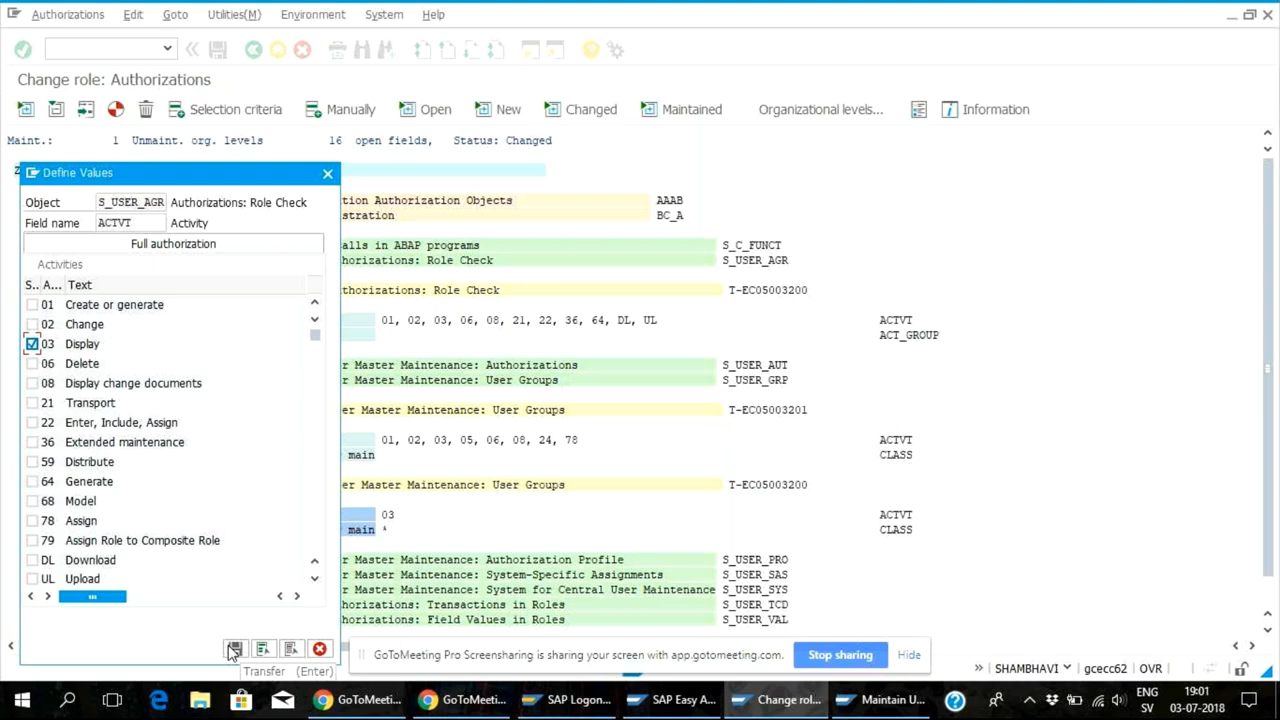 Authorizations Edit Goto Utilities(M) Environment System Help
Change role: Authorizations
Selection criteria Manually Open New Changed Maintained Organizational levels... Information
Maint.: 1 Unmaint. org. levels 16 open fields, Status: Changed
Z
Define Values
Object S_USER_AGR Authorizations: Role Check
Field name ACTVT Activity
Full authorization
Activities
S.. A... Text
01 Create or generate
02 Change
03 Display
06 Delete
08 Display change documents
21 Transport
22 Enter, Include, Assign
36 Extended maintenance
59 Distribute
64 Generate
68 Model
78 Assign
79 Assign Role to Composite Role
DL Download
UL Upload
Transfer (Enter)
tion Authorization Objects AAAB
stration BC_A
alls in ABAP programs S_C_FUNCT
thorizations: Role Check S_USER_AGR
thorizations: Role Check T-EC05003200
01, 02, 03, 06, 08, 21, 22, 36, 64, DL, UL ACTVT
ACT_GROUP
er Master Maintenance: Authorizations S_USER_AUT
er Master Maintenance: User Groups S_USER_GRP
er Master Maintenance: User Groups T-EC05003201
01, 02, 03, 05, 06, 08, 24, 78 ACTVT
main CLASS
er Master Maintenance: User Groups T-EC05003200
03 ACTVT
main * CLASS
er Master Maintenance: Authorization Profile S_USER_PRO
er Master Maintenance: System-Specific Assignments S_USER_SAS
er Master Maintenance: System for Central User Maintenance S_USER_SYS
thorizations: Transactions in Roles S_USER_TCD
thorizations: Field Values in Roles S_USER_VAL
GoToMeeting Pro Screensharing is sharing your screen with app.gotomeeting.com. Stop sharing Hide
SHAMBHAVI gcecc62 OVR
GoToMeeti... GoToMeeti... SAP Logon... SAP Easy A... Change rol... Maintain U... ENG 19:01
SV 03-07-2018